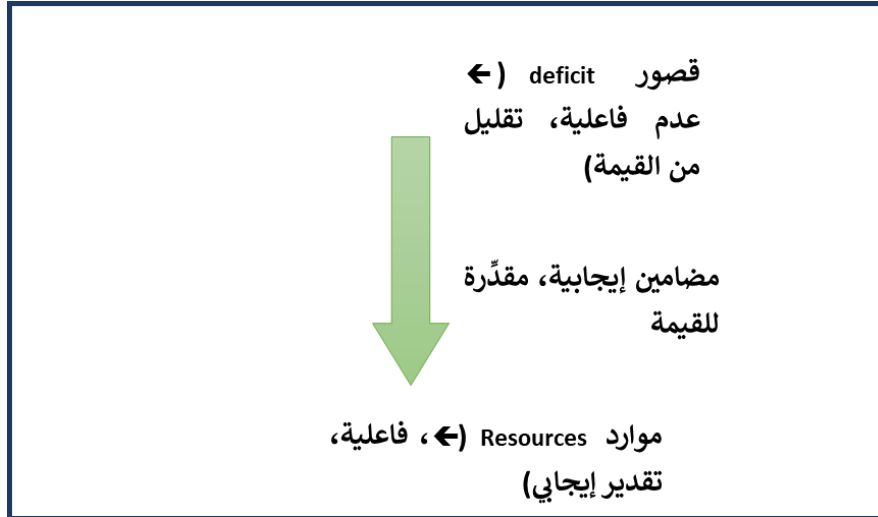 قصور deficit (←
عدم فاعلية، تقليل
من القيمة)
مضامين إيجابية، مقدِّرة
للقيمة
موارد Resources (←، فاعلية،
تقدير إيجابي)